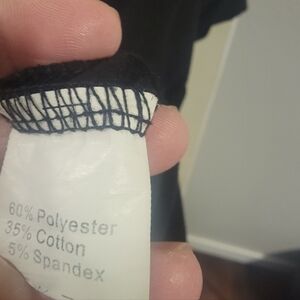 60% Polyester
35% Cotton
5% Spandex